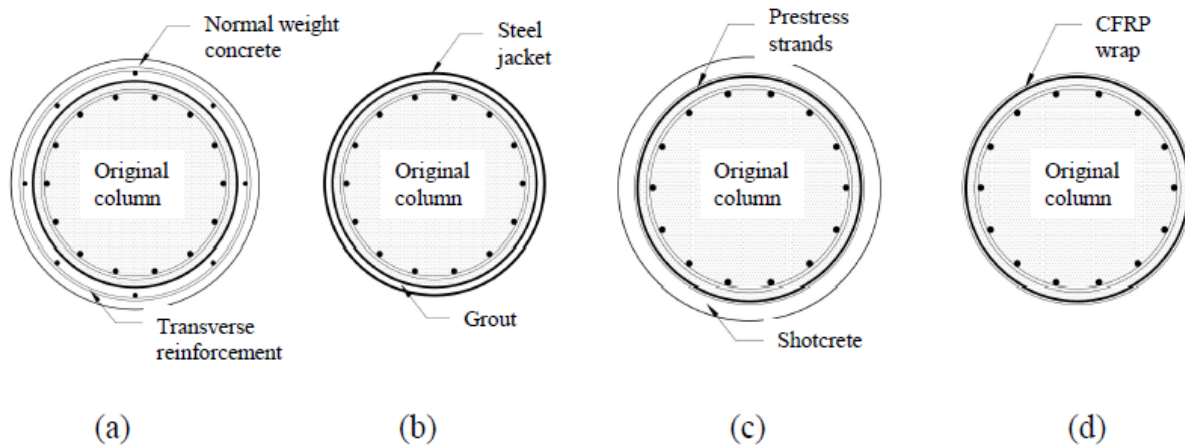 Normal weight
concrete
Original
column
Transverse
reinforcement
(a)
Steel
jacket
Original
column
Grout
(b)
Prestress
strands
Original
column
Shotcrete
(c)
CFRP
wrap
Original
column
(d)